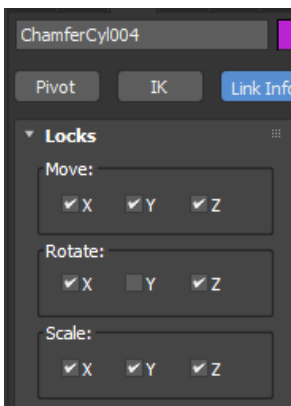 ChamferCyl004
Pivot IK Link Info
Locks
Move:
X Y Z
Rotate:
X Y Z
Scale:
X Y Z